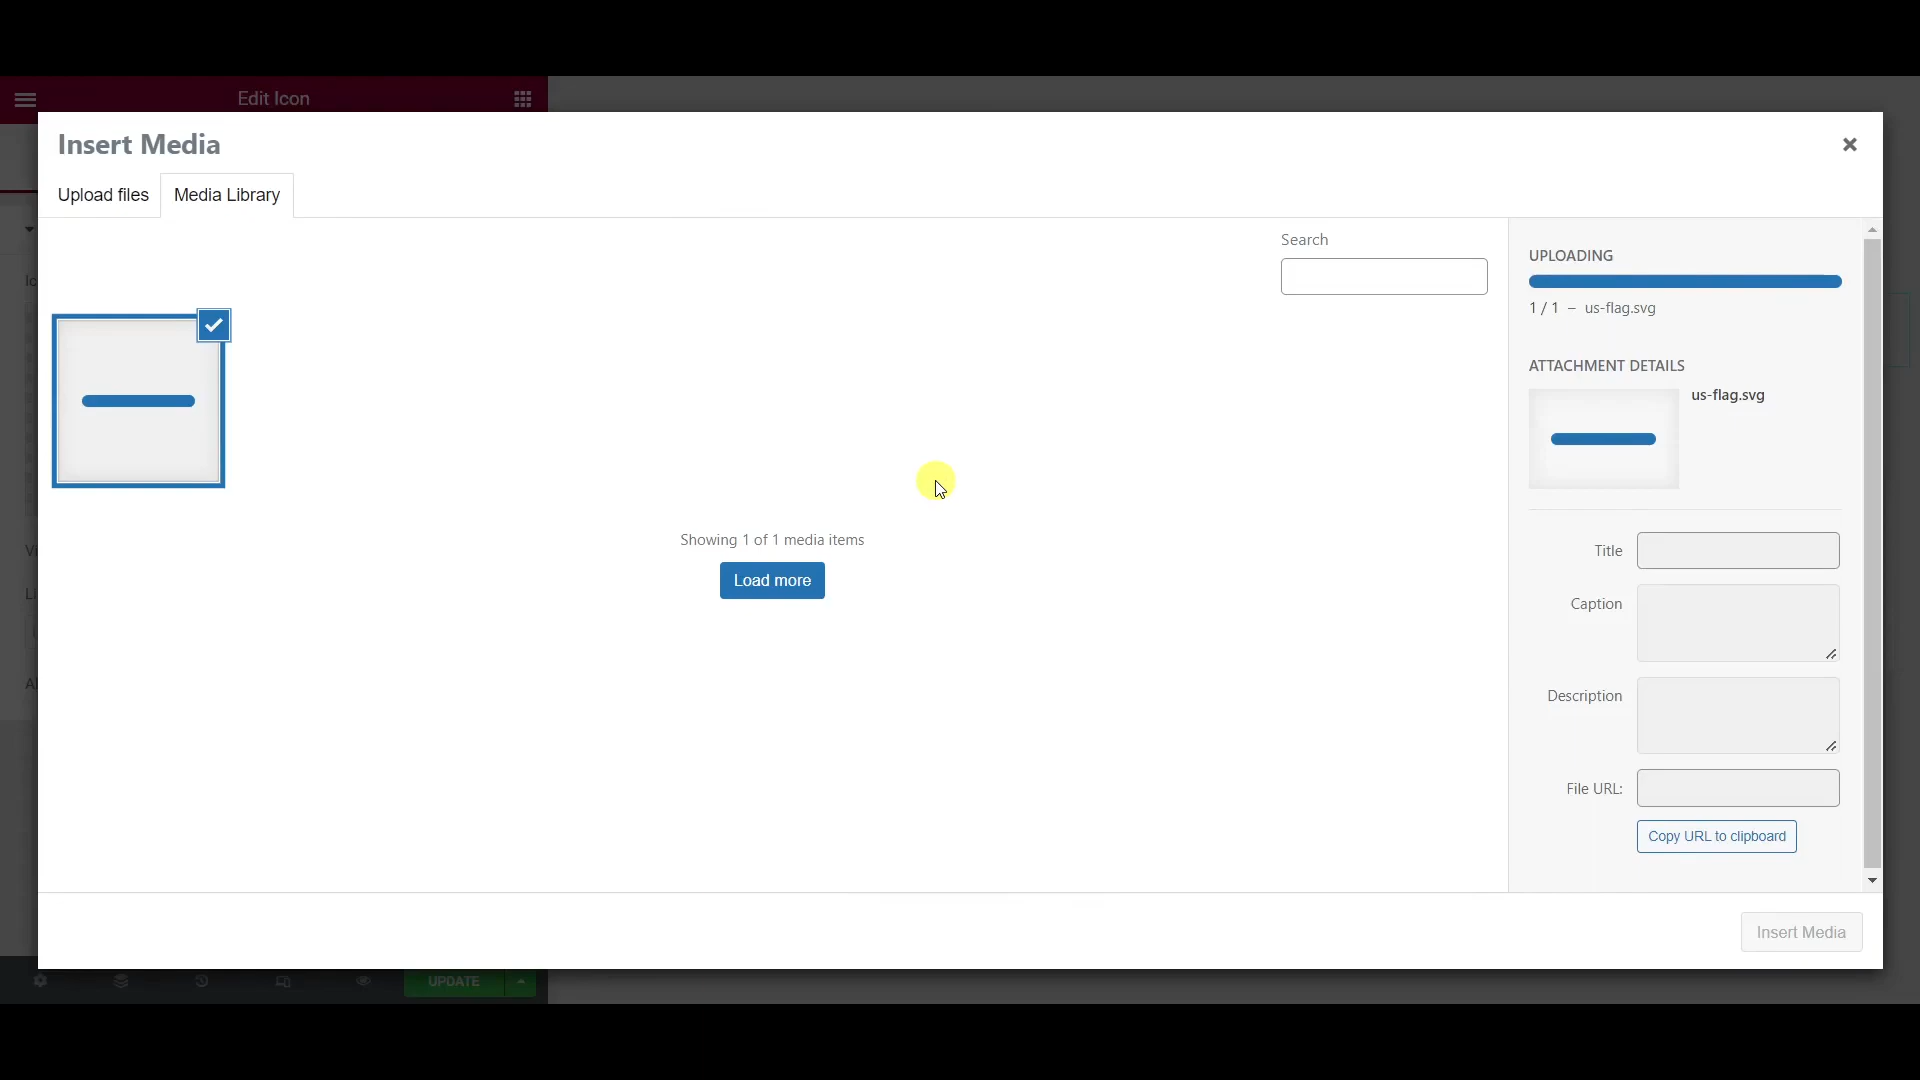 Edit Icon
Insert Media
Upload files
Media Library
Search
UPLOADING
1 / 1 – us-flag.svg
ATTACHMENT DETAILS
us-flag.svg
Showing 1 of 1 media items
Load more
Title
Caption
Description
File URL:
Copy URL to clipboard
Insert Media
UPDATE